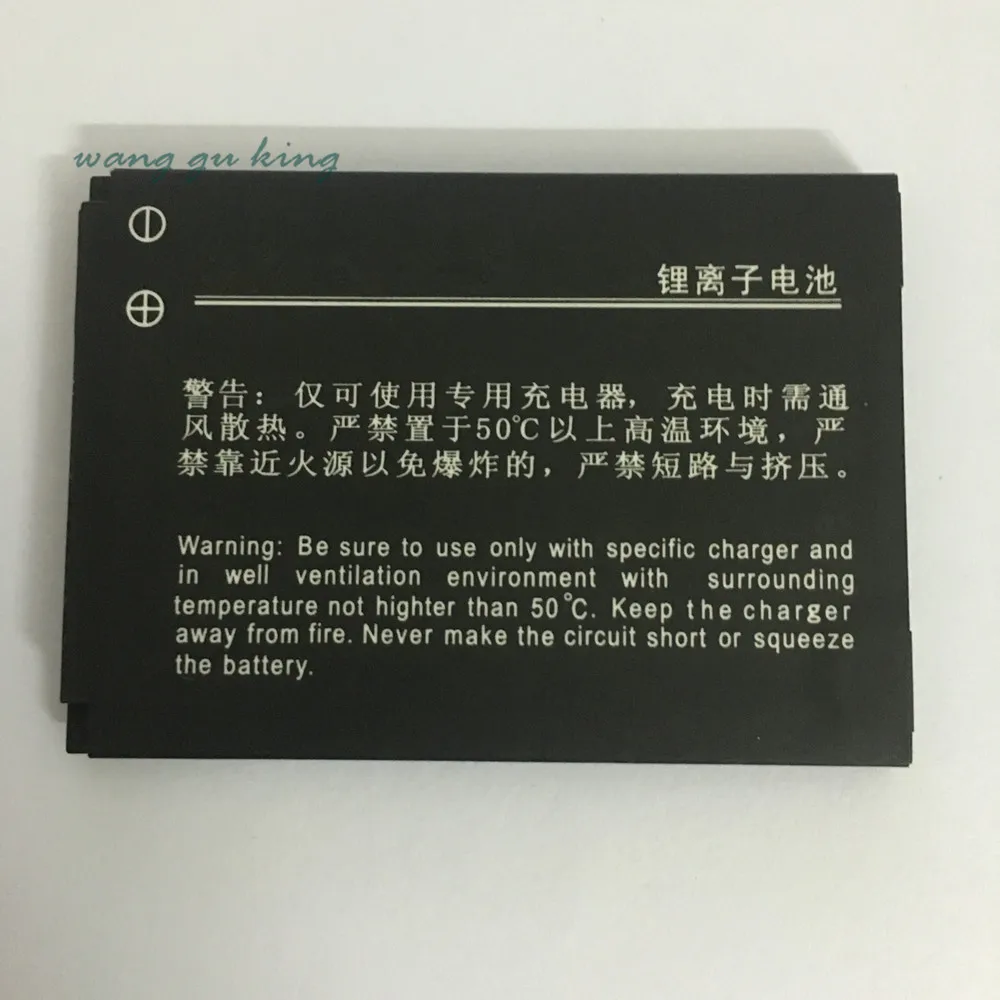 wang gu king
锂离子电池
警告：仅可使用专用充电器，充电时需通
风散热。严禁置于50℃以上高温环境，严
禁靠近火源以免爆炸的，严禁短路与挤压。
Warning: Be sure to use only with specific charger and
in well ventilation environment with surrounding
temperature not highter than 50℃. Keep the charger
away from fire. Never make the circuit short or squeeze
the battery.